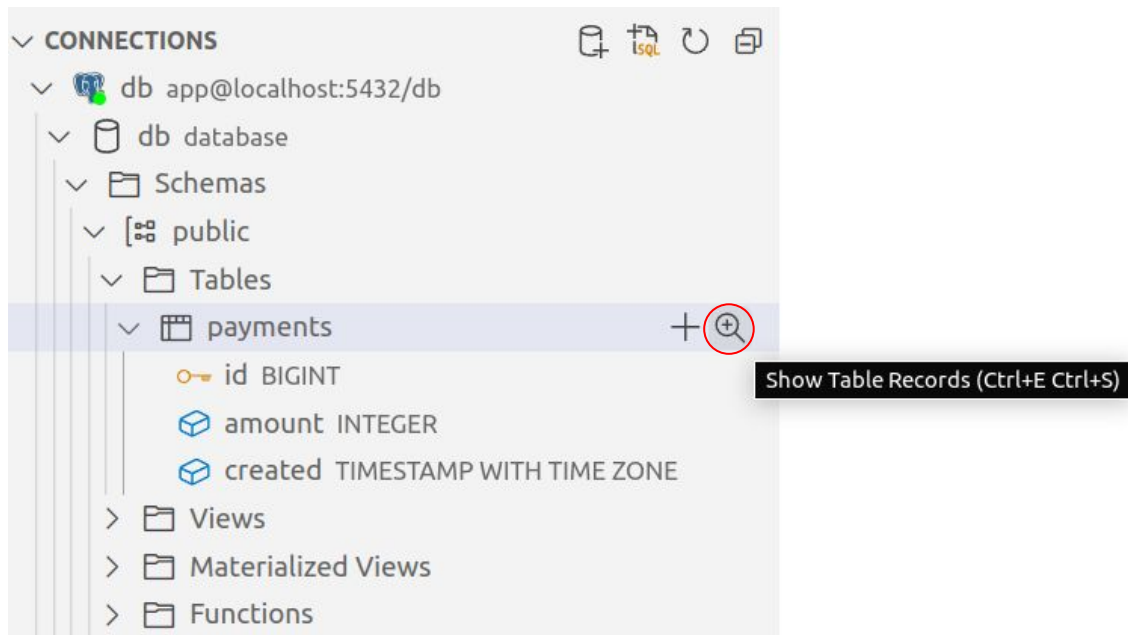 CONNECTIONS
SQL
db app@localhost:5432/db
db database
Schemas
public
Tables
payments
id BIGINT
Show Table Records (Ctrl+E Ctrl+S)
amount INTEGER
created TIMESTAMP WITH TIME ZONE
Views
Materialized Views
Functions